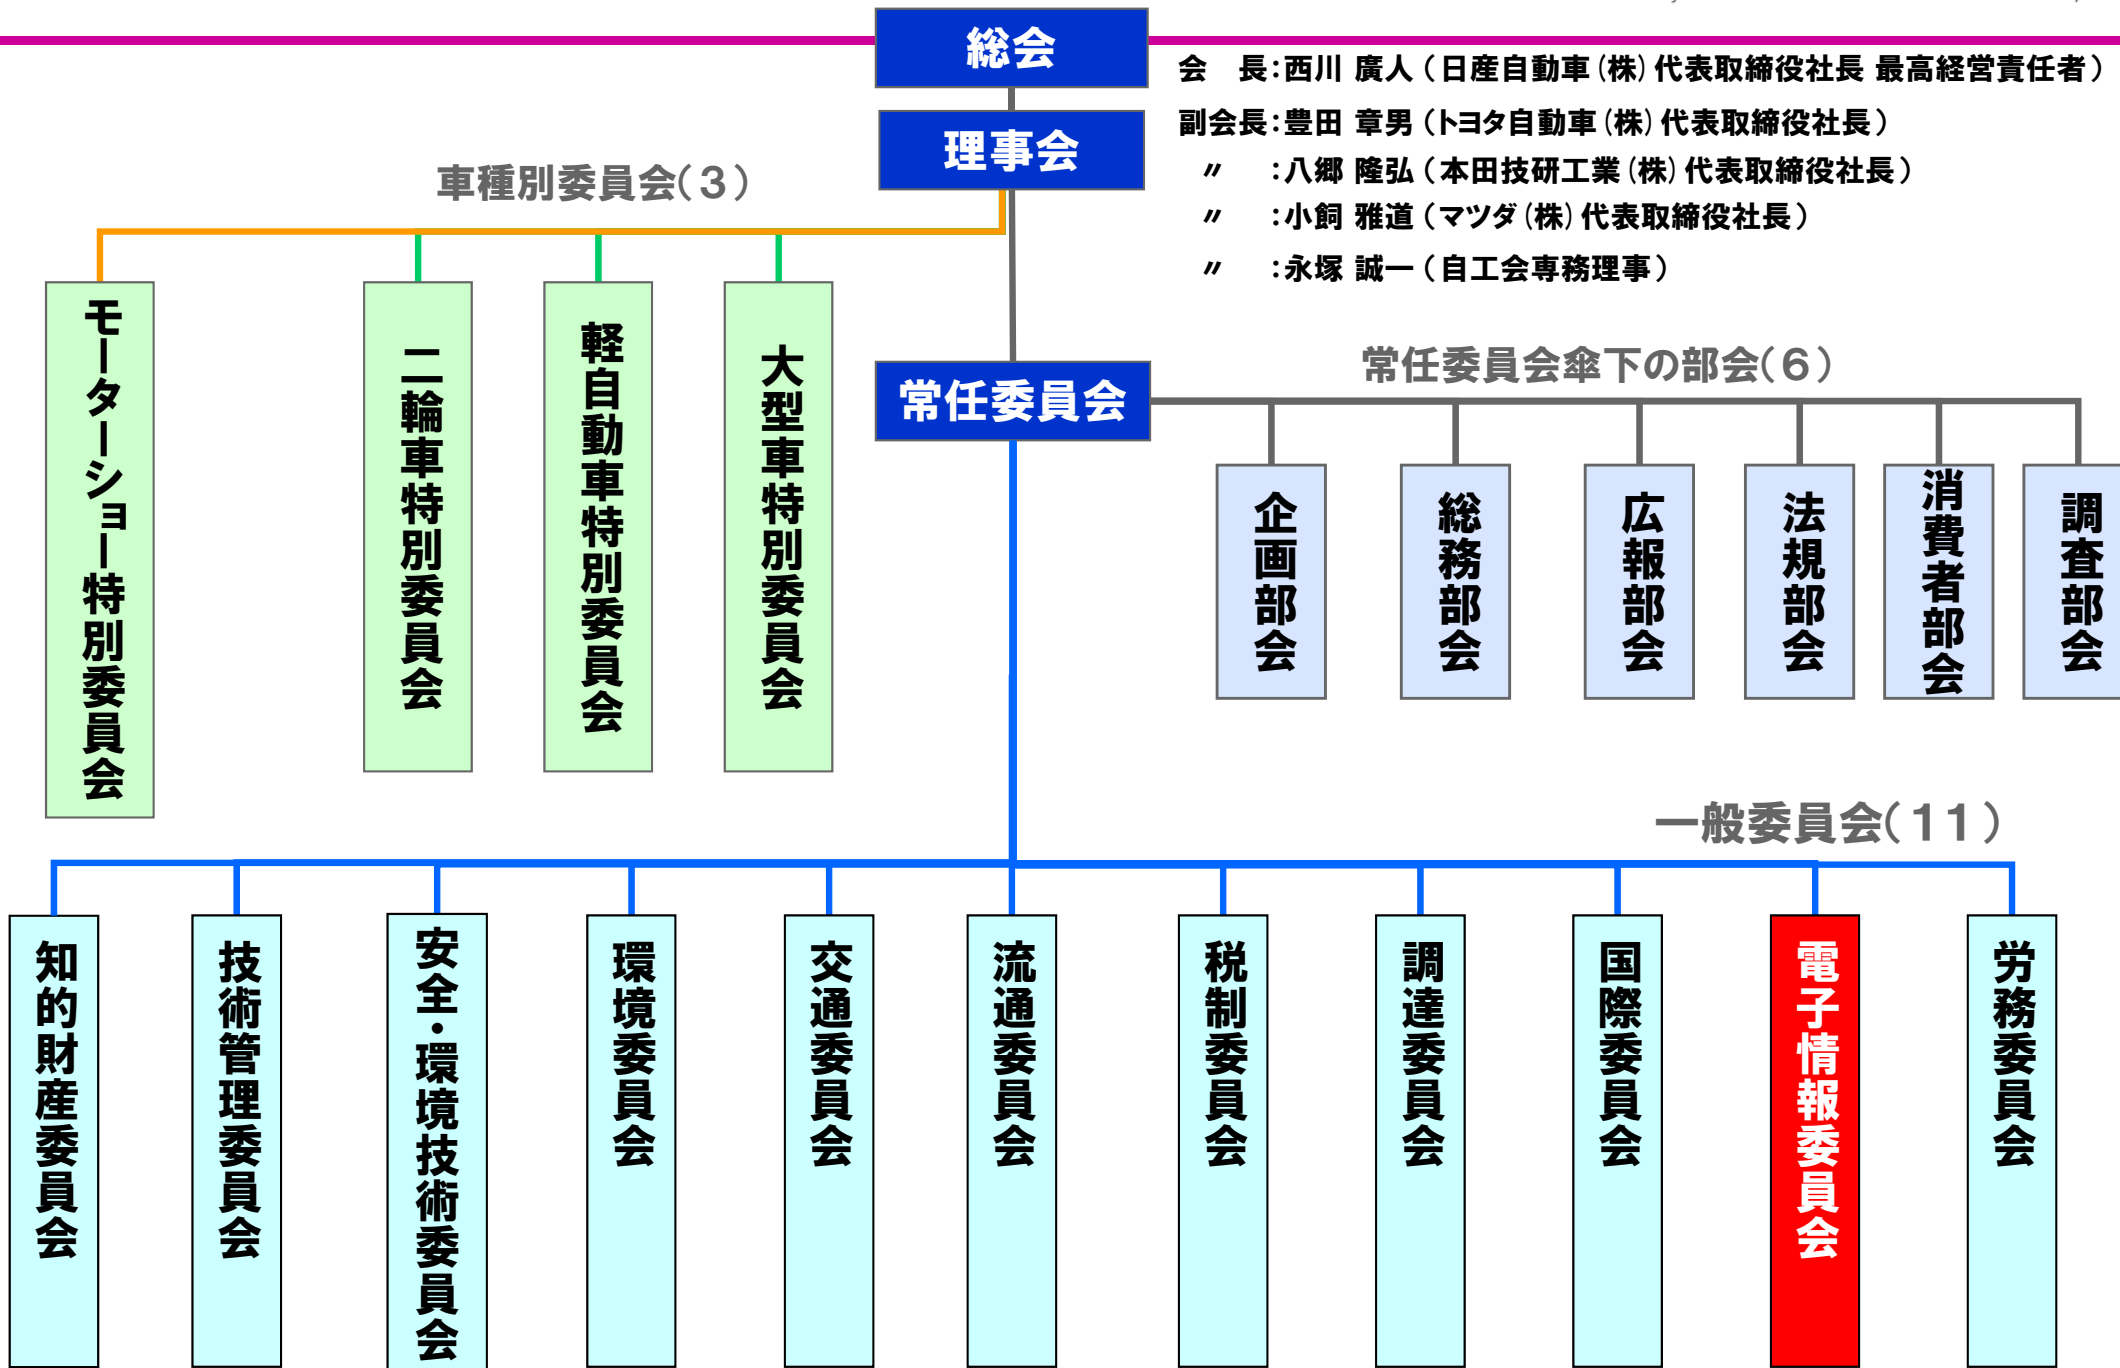 総会
会　長：西川 廣人（日産自動車（株）代表取締役社長 最高経営責任者）
理事会
副会長：豊田 章男（トヨタ自動車（株）代表取締役社長）
〃　：八郷 隆弘（本田技研工業（株）代表取締役社長）
〃　：小飼 雅道（マツダ（株）代表取締役社長）
〃　：永塚 誠一（自工会専務理事）
車種別委員会（３）
モーターショー特別委員会
二輪車特別委員会
軽自動車特別委員会
大型車特別委員会
常任委員会
常任委員会傘下の部会（６）
企画部会
総務部会
広報部会
法規部会
消費者部会
調査部会
一般委員会（１１）
知的財産委員会
技術管理委員会
安全・環境技術委員会
環境委員会
交通委員会
流通委員会
税制委員会
調達委員会
国際委員会
電子情報委員会
労務委員会